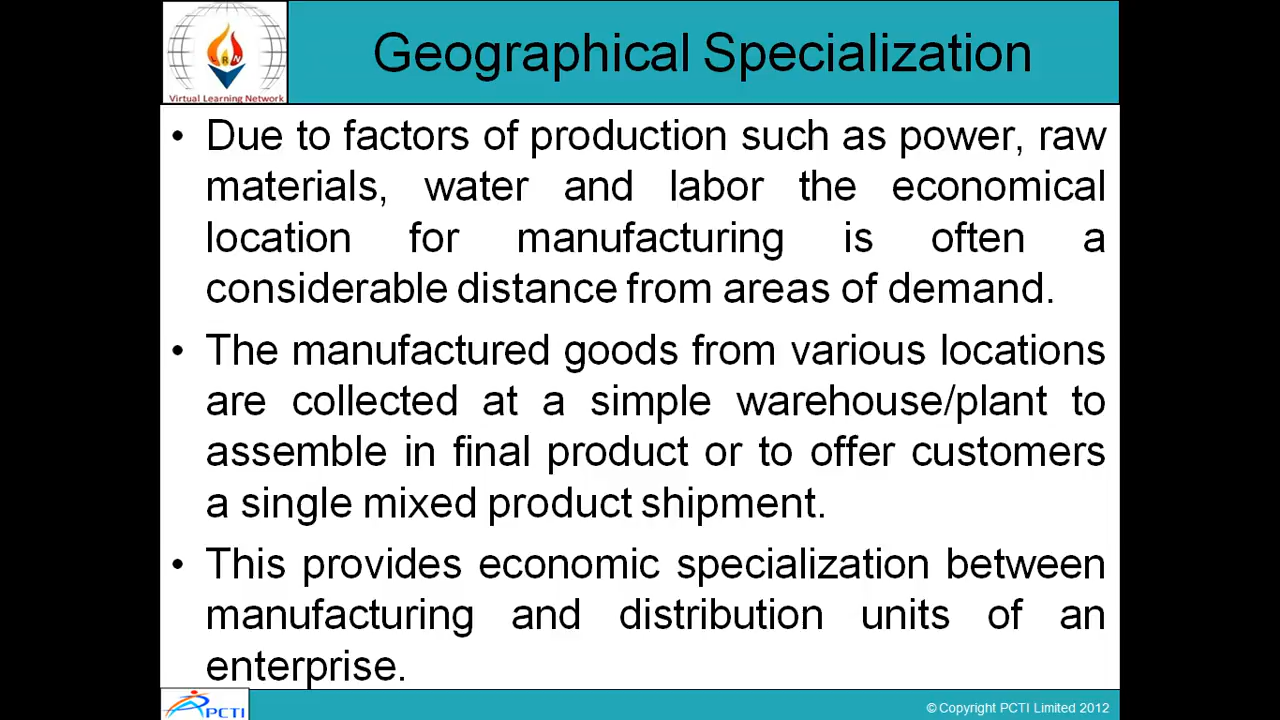 Geographical Specialization
Virtual Learning Network
• Due to factors of production such as power, raw
materials, water and labor the economical
location for manufacturing is often a
considerable distance from areas of demand.
• The manufactured goods from various locations
are collected at a simple warehouse/plant to
assemble in final product or to offer customers
a single mixed product shipment.
• This provides economic specialization between
manufacturing and distribution units of an
enterprise.
PCTI
© Copyright PCTI Limited 2012